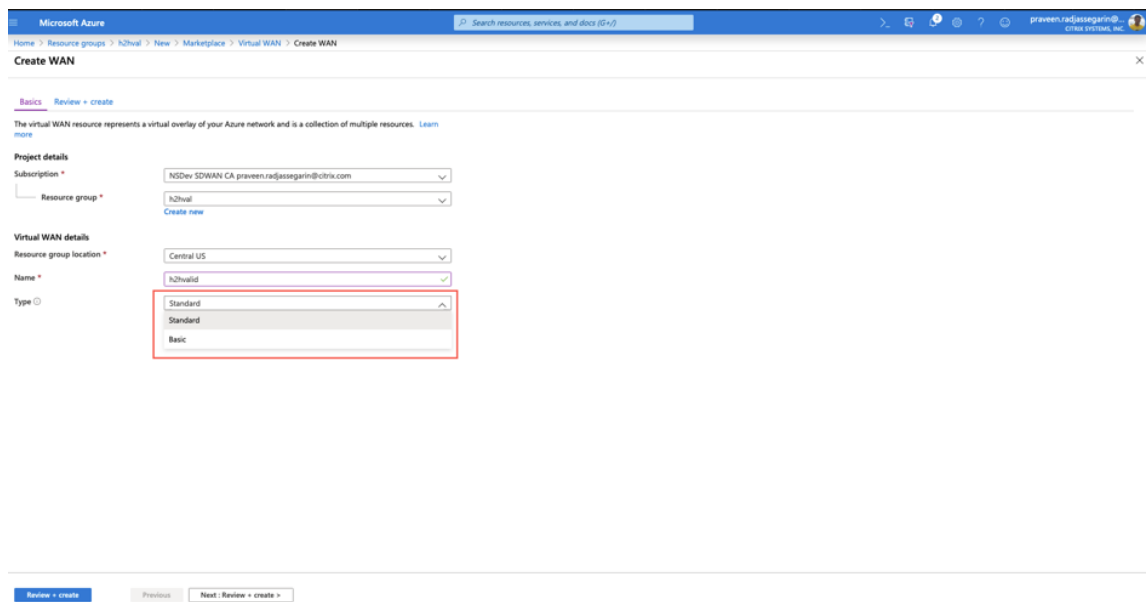 Microsoft Azure
Search resources, services, and docs (G+/)
2
praveen.radjassegarin@...
CITRIX SYSTEMS, INC.
Home > Resource groups > h2hval > New > Marketplace > Virtual WAN > Create WAN
Create WAN
Basics Review + create
The virtual WAN resource represents a virtual overlay of your Azure network and is a collection of multiple resources. Learn
more
Project details
Subscription *
NSDev SDWAN CA praveen.radjassegarin@citrix.com
Resource group *
h2hval
Create new
Virtual WAN details
Resource group location *
Central US
Name *
h2hvalid
Type
Standard
Standard
Basic
Review + create Previous Next : Review + create >